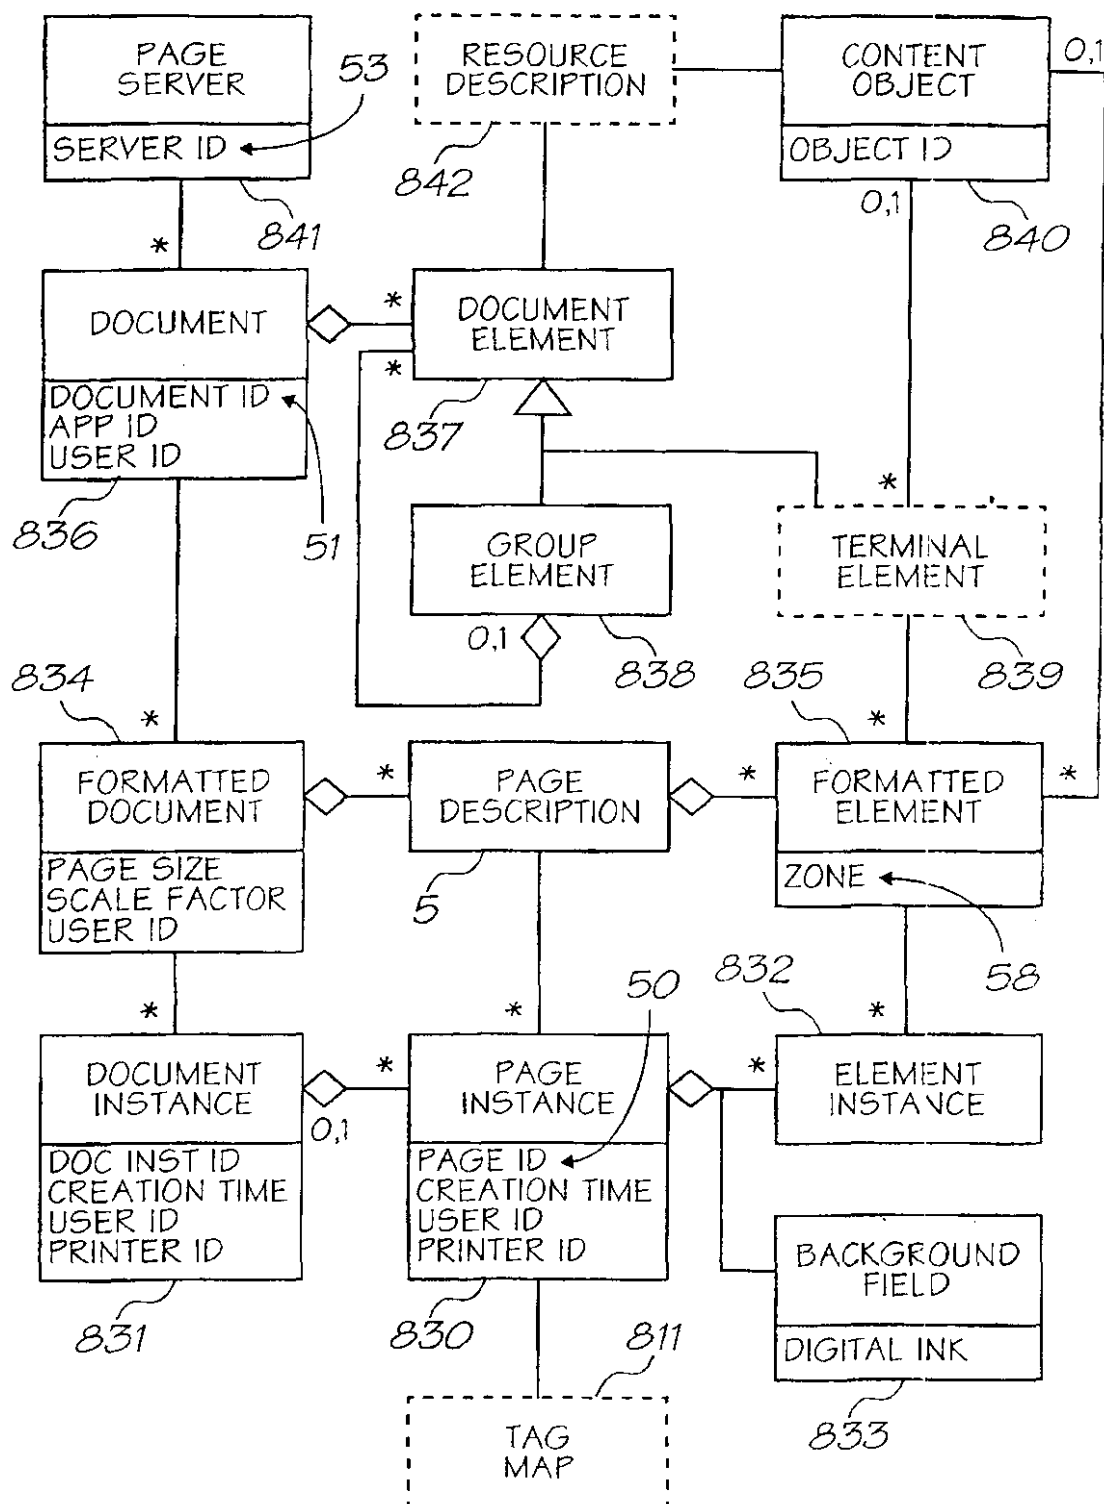 PAGE
SERVER
53
SERVER ID
841
*
RESOURCE
DESCRIPTION
842
CONTENT
OBJECT
0,1
OBJECT ID
0,1
840
DOCUMENT
*
*
DOCUMENT
ELEMENT
837
DOCUMENT ID
APP ID
USER ID
836
51
GROUP
ELEMENT
0,1
838
*
TERMINAL
ELEMENT
839
834
*
FORMATTED
DOCUMENT
PAGE SIZE
SCALE FACTOR
USER ID
*
PAGE
DESCRIPTION
5
835
*
*
FORMATTED
ELEMENT
*
ZONE
58
*
DOCUMENT
INSTANCE
0,1
DOC INST ID
CREATION TIME
USER ID
PRINTER ID
831
*
*
50
PAGE
INSTANCE
PAGE ID
CREATION TIME
USER ID
PRINTER ID
830
832
*
*
ELEMENT
INSTANCE
BACKGROUND
FIELD
DIGITAL INK
833
811
TAG
MAP